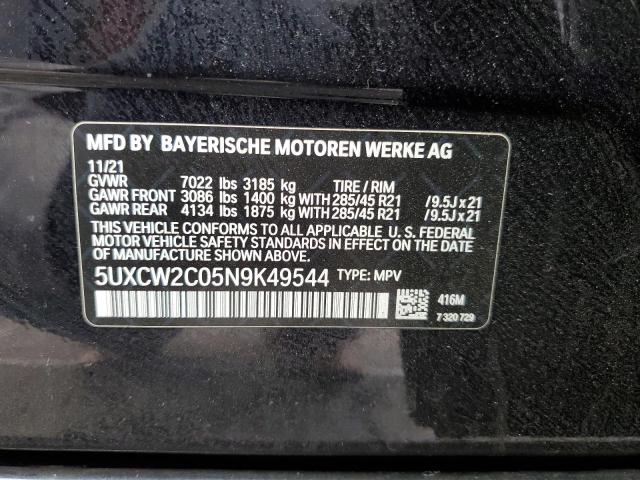 MFD BY BAYERISCHE MOTOREN WERKE AG
11/21
GVWR 7022 lbs 3185 kg TIRE / RIM
GAWR FRONT 3086 lbs 1400 kg WITH 285/45 R21 /9.5J x 21
GAWR REAR 4134 lbs 1875 kg WITH 285/45 R21 /9.5J x 21
THIS VEHICLE CONFORMS TO ALL APPLICABLE U. S. FEDERAL
MOTOR VEHICLE SAFETY STANDARDS IN EFFECT ON THE DATE
OF MANUFACTURE SHOWN ABOVE.
5UXCW2C05N9K49544 TYPE: MPV
416M
7 320 729